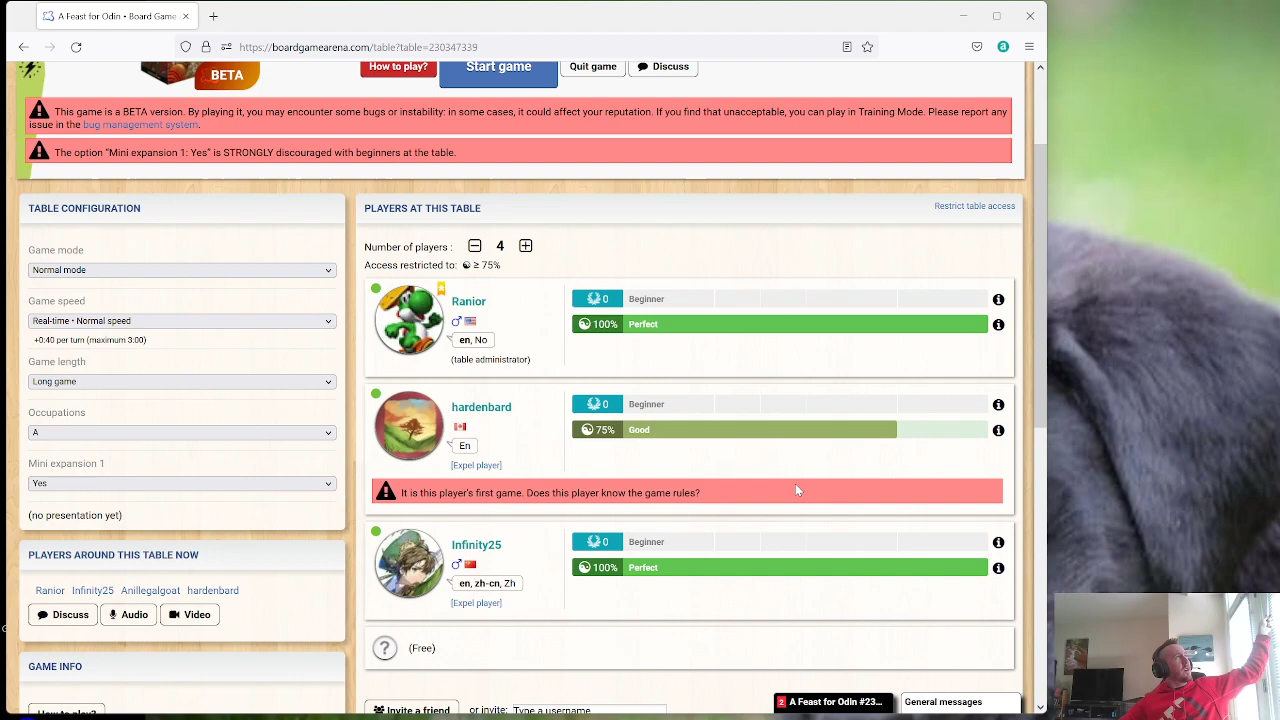 A Feast for Odin • Board Game
https://boardgamearena.com/table?table=230347339
BETA
How to play?
Start game
Quit game
Discuss
This game is a BETA version. By playing it, you may encounter some bugs or instability: in some cases, it could affect your reputation. If you find that unacceptable, you can play in Training Mode. Please report any
issue in the bug management system.
The option "Mini expansion 1: Yes" is STRONGLY discouraged with beginners at the table.
TABLE CONFIGURATION
Game mode
Normal mode
Game speed
Real-time • Normal speed
+0:40 per turn (maximum 3:00)
Game length
Long game
Occupations
A
Mini expansion 1
Yes
(no presentation yet)
PLAYERS AROUND THIS TABLE NOW
Ranior Infinity25 Anillegalgoat hardenbard
Discuss
Audio
Video
GAME INFO
How to play?
PLAYERS AT THIS TABLE
Restrict table access
Number of players : 4
Access restricted to: ≥ 75%
Ranior
en, No
(table administrator)
0 Beginner
100% Perfect
hardenbard
En
[Expel player]
0 Beginner
75% Good
It is this player's first game. Does this player know the game rules?
Infinity25
en, zh-cn, Zh
[Expel player]
0 Beginner
100% Perfect
? (Free)
Invite a friend or invite: Type a username
2 A Feast for Odin #23...
General messages